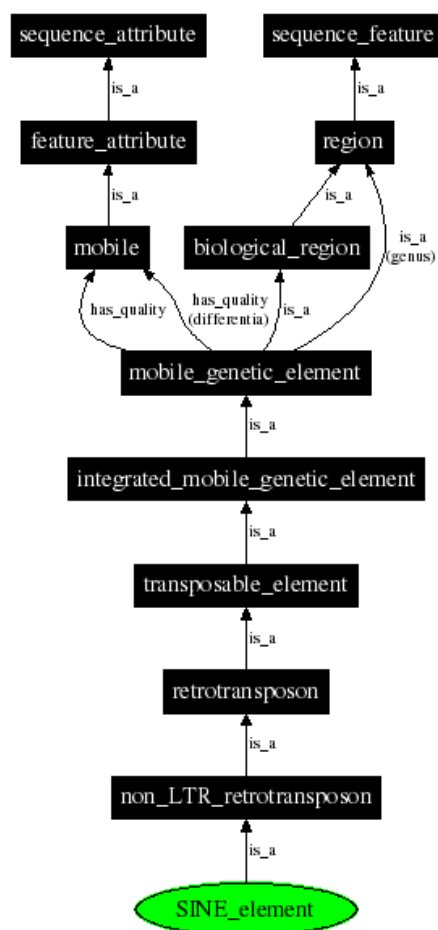 sequence_attribute
sequence_feature
is_a
is_a
feature_attribute
region
is_a
is_a
is_a
(genus)
mobile
biological_region
has_quality
has_quality
(differentia)
is_a
mobile_genetic_element
is_a
integrated_mobile_genetic_element
is_a
transposable_element
is_a
retrotransposon
is_a
non_LTR_retrotransposon
is_a
SINE_element